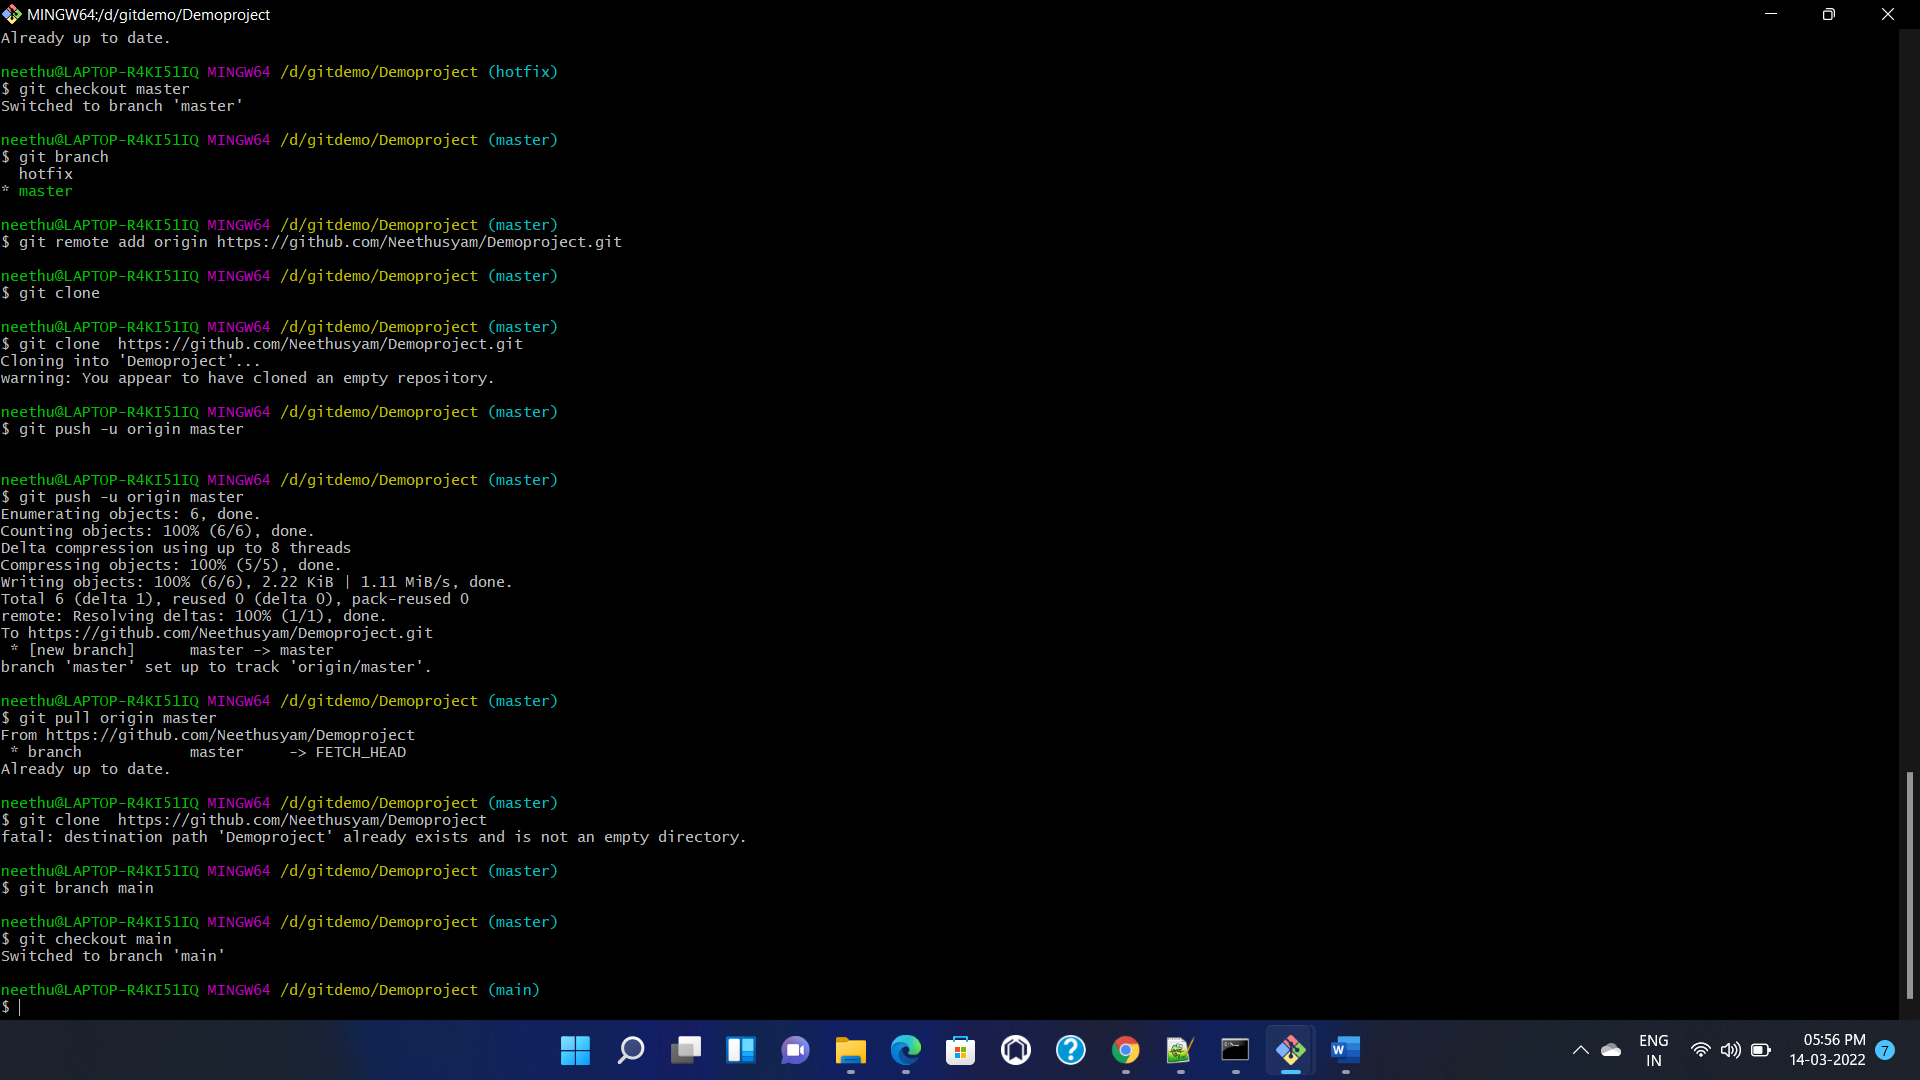 MINGW64:/d/gitdemo/Demoproject
Already up to date.
neethu@LAPTOP-R4KI51IQ MINGW64 /d/gitdemo/Demoproject (hotfix)
$ git checkout master
Switched to branch 'master'
neethu@LAPTOP-R4KI51IQ MINGW64 /d/gitdemo/Demoproject (master)
$ git branch
  hotfix
* master
neethu@LAPTOP-R4KI51IQ MINGW64 /d/gitdemo/Demoproject (master)
$ git remote add origin https://github.com/Neethusyam/Demoproject.git
neethu@LAPTOP-R4KI51IQ MINGW64 /d/gitdemo/Demoproject (master)
$ git clone
neethu@LAPTOP-R4KI51IQ MINGW64 /d/gitdemo/Demoproject (master)
$ git clone  https://github.com/Neethusyam/Demoproject.git
Cloning into 'Demoproject'...
warning: You appear to have cloned an empty repository.
neethu@LAPTOP-R4KI51IQ MINGW64 /d/gitdemo/Demoproject (master)
$ git push -u origin master
neethu@LAPTOP-R4KI51IQ MINGW64 /d/gitdemo/Demoproject (master)
$ git push -u origin master
Enumerating objects: 6, done.
Counting objects: 100% (6/6), done.
Delta compression using up to 8 threads
Compressing objects: 100% (5/5), done.
Writing objects: 100% (6/6), 2.22 KiB | 1.11 MiB/s, done.
Total 6 (delta 1), reused 0 (delta 0), pack-reused 0
remote: Resolving deltas: 100% (1/1), done.
To https://github.com/Neethusyam/Demoproject.git
 * [new branch]      master -> master
branch 'master' set up to track 'origin/master'.
neethu@LAPTOP-R4KI51IQ MINGW64 /d/gitdemo/Demoproject (master)
$ git pull origin master
From https://github.com/Neethusyam/Demoproject
 * branch            master     -> FETCH_HEAD
Already up to date.
neethu@LAPTOP-R4KI51IQ MINGW64 /d/gitdemo/Demoproject (master)
$ git clone  https://github.com/Neethusyam/Demoproject
fatal: destination path 'Demoproject' already exists and is not an empty directory.
neethu@LAPTOP-R4KI51IQ MINGW64 /d/gitdemo/Demoproject (master)
$ git branch main
neethu@LAPTOP-R4KI51IQ MINGW64 /d/gitdemo/Demoproject (master)
$ git checkout main
Switched to branch 'main'
neethu@LAPTOP-R4KI51IQ MINGW64 /d/gitdemo/Demoproject (main)
$
ENG
IN
05:56 PM
14-03-2022
7